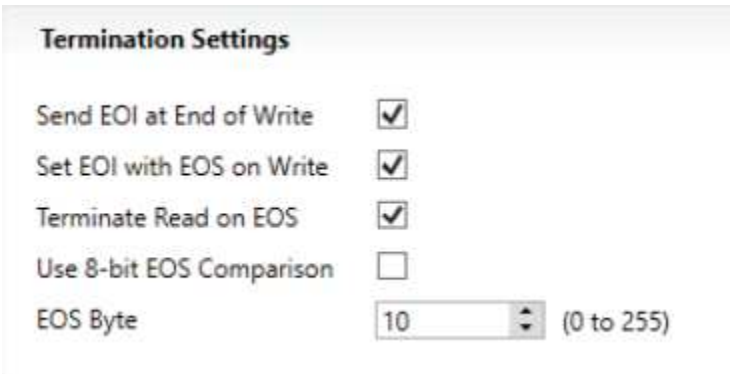 Termination Settings
Send EOI at End of Write
Set EOI with EOS on Write
Terminate Read on EOS
Use 8-bit EOS Comparison
EOS Byte 10 (0 to 255)